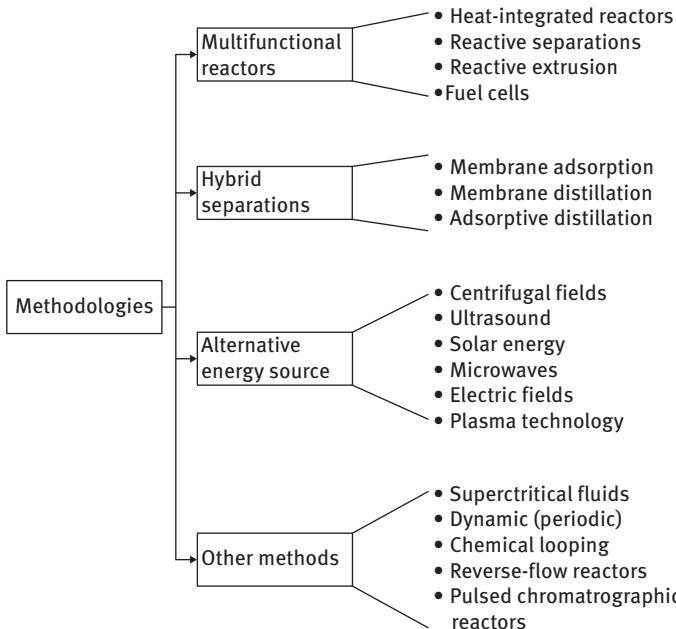 Methodologies
Multifunctional
reactors
• Heat-integrated reactors
• Reactive separations
• Reactive extrusion
•Fuel cells
Hybrid
separations
• Membrane adsorption
• Membrane distillation
• Adsorptive distillation
Alternative
energy source
• Centrifugal fields
• Ultrasound
• Solar energy
• Microwaves
• Electric fields
• Plasma technology
Other methods
• Superctritical fluids
• Dynamic (periodic)
• Chemical looping
• Reverse-flow reactors
• Pulsed chromatrographic
reactors